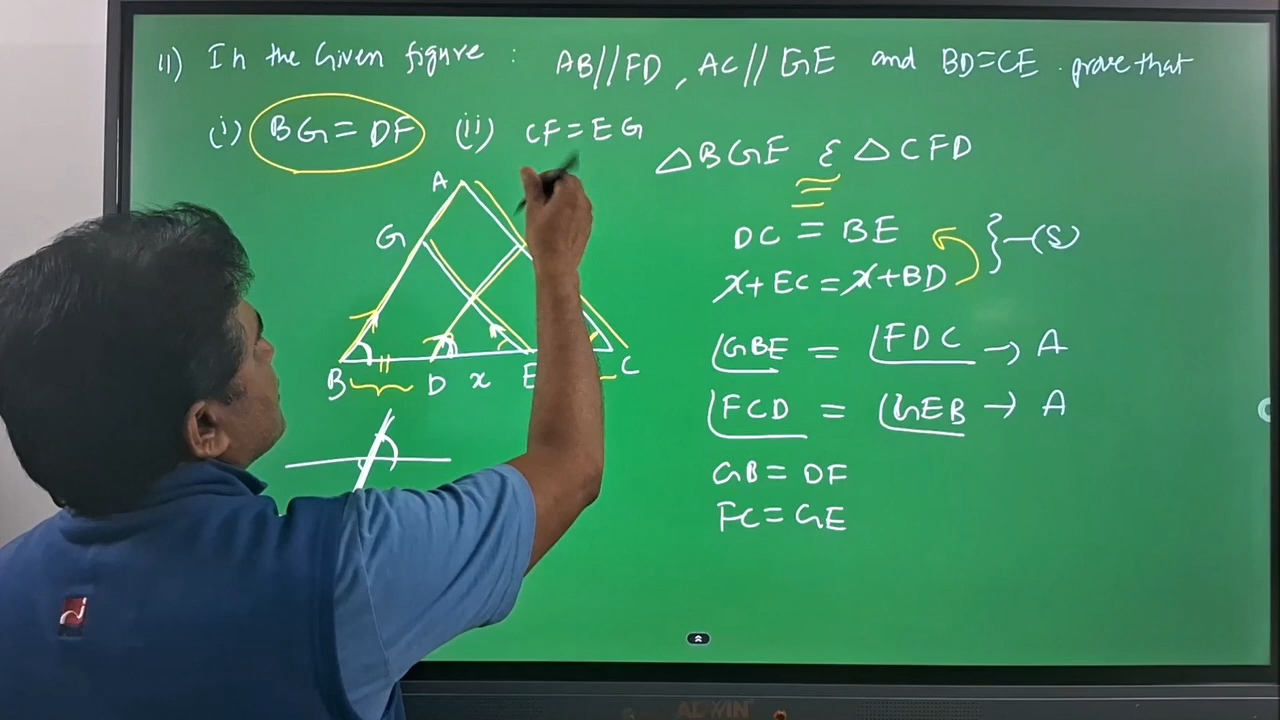 11) In the Given figure : AB//FD , AC//GE and BD=CE . prove that
(i) BG = DF (ii) CF = EG
△BGE & △CFD
DC = BE
x+EC = x+BD } -(S)
GBE = FDC → A
FCD = GEB → A
GB = DF
FC = GE
A
G
B D x E C